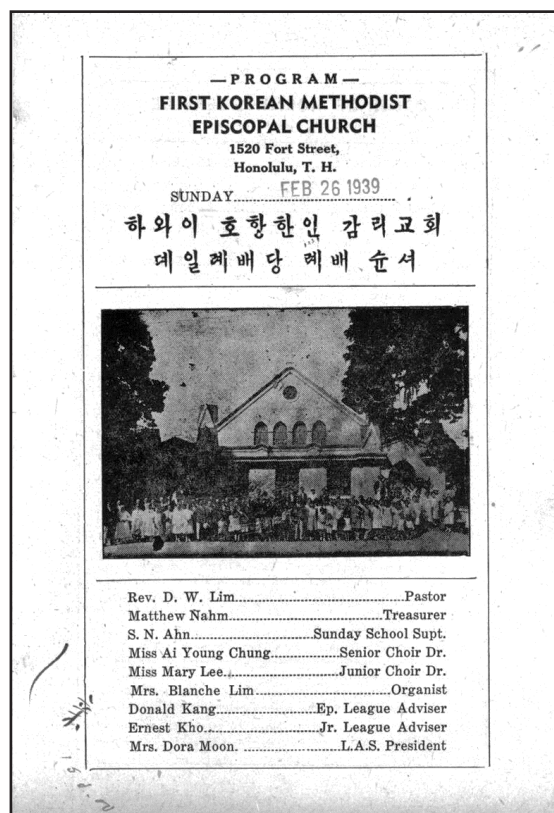 —PROGRAM—
FIRST KOREAN METHODIST
EPISCOPAL CHURCH
1520 Fort Street,
Honolulu, T. H.
SUNDAY FEB 26 1939
하와이 호항한인 감리교회
뎨일례배당 례배 슌셔
Rev. D. W. Lim Pastor
Matthew Nahm Treasurer
S. N. Ahn Sunday School Supt.
Miss Ai Young Chung Senior Choir Dr.
Miss Mary Lee Junior Choir Dr.
Mrs. Blanche Lim Organist
Donald Kang Ep. League Adviser
Ernest Kho Jr. League Adviser
Mrs. Dora Moon. L.A.S. President